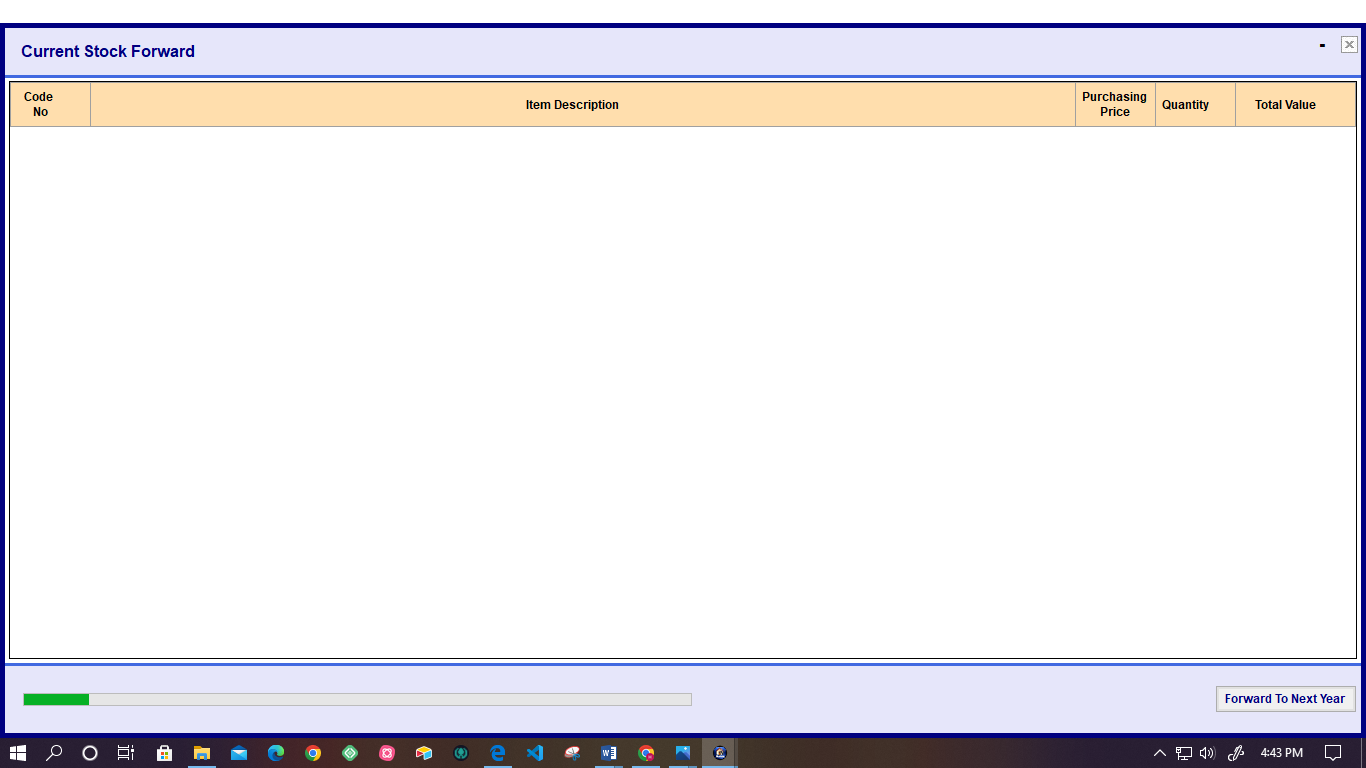 Current Stock Forward
Code
No
Item Description
Purchasing
Price
Quantity
Total Value
Forward To Next Year
4:43 PM